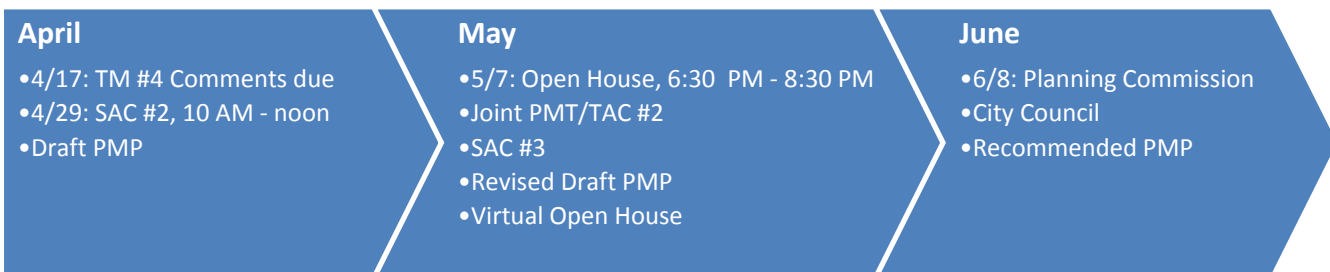 April
•4/17: TM #4 Comments due
•4/29: SAC #2, 10 AM - noon
•Draft PMP
May
•5/7: Open House, 6:30  PM - 8:30 PM
•Joint PMT/TAC #2
•SAC #3
•Revised Draft PMP
•Virtual Open House
June
•6/8: Planning Commission
•City Council
•Recommended PMP